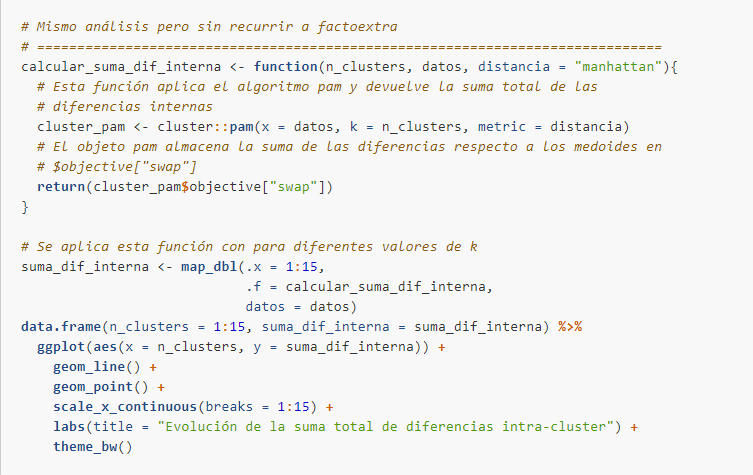 # Mismo análisis pero sin recurrir a factoextra
# ==============================================================================
calcular_suma_dif_interna <- function(n_clusters, datos, distancia = "manhattan"){
  # Esta función aplica el algoritmo pam y devuelve la suma total de las
  # diferencias internas
  cluster_pam <- cluster::pam(x = datos, k = n_clusters, metric = distancia)
  # El objeto pam almacena la suma de las diferencias respecto a los medoides en
  # $objective["swap"]
  return(cluster_pam$objective["swap"])
}

# Se aplica esta función con para diferentes valores de k
suma_dif_interna <- map_dbl(.x = 1:15,
                            .f = calcular_suma_dif_interna,
                            datos = datos)
data.frame(n_clusters = 1:15, suma_dif_interna = suma_dif_interna) %>%
  ggplot(aes(x = n_clusters, y = suma_dif_interna)) +
    geom_line() +
    geom_point() +
    scale_x_continuous(breaks = 1:15) +
    labs(title = "Evolución de la suma total de diferencias intra-cluster") +
    theme_bw()